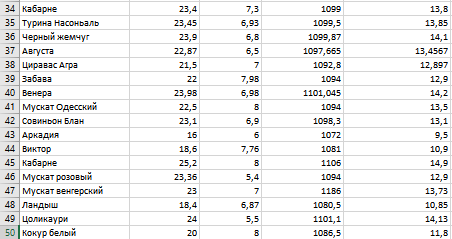 34 Кабарне 23,4 7,3 1099 13,8
35 Турина Насоньаль 23,45 6,93 1099,5 13,85
36 Черный жемчуг 23,9 6,8 1099,87 14,1
37 Августа 22,87 6,5 1097,665 13,4567
38 Циравас Агра 21,5 7 1092,8 12,897
39 Забава 22 7,98 1094 12,9
40 Венера 23,98 6,98 1101,045 14,2
41 Мускат Одесский 22,5 8 1094 13,5
42 Совиньон Блан 23,1 6,9 1098,3 13,1
43 Аркадия 16 6 1072 9,5
44 Виктор 18,6 7,76 1081 10,9
45 Кабарне 25,2 8 1106 14,9
46 Мускат розовый 23,36 5,4 1094 12,9
47 Мускат венгерский 23 7 1186 13,73
48 Ландыш 18,4 6,87 1080,5 10,85
49 Цоликаури 24 5,5 1101,1 14,13
50 Кокур белый 20 8 1086,5 11,8